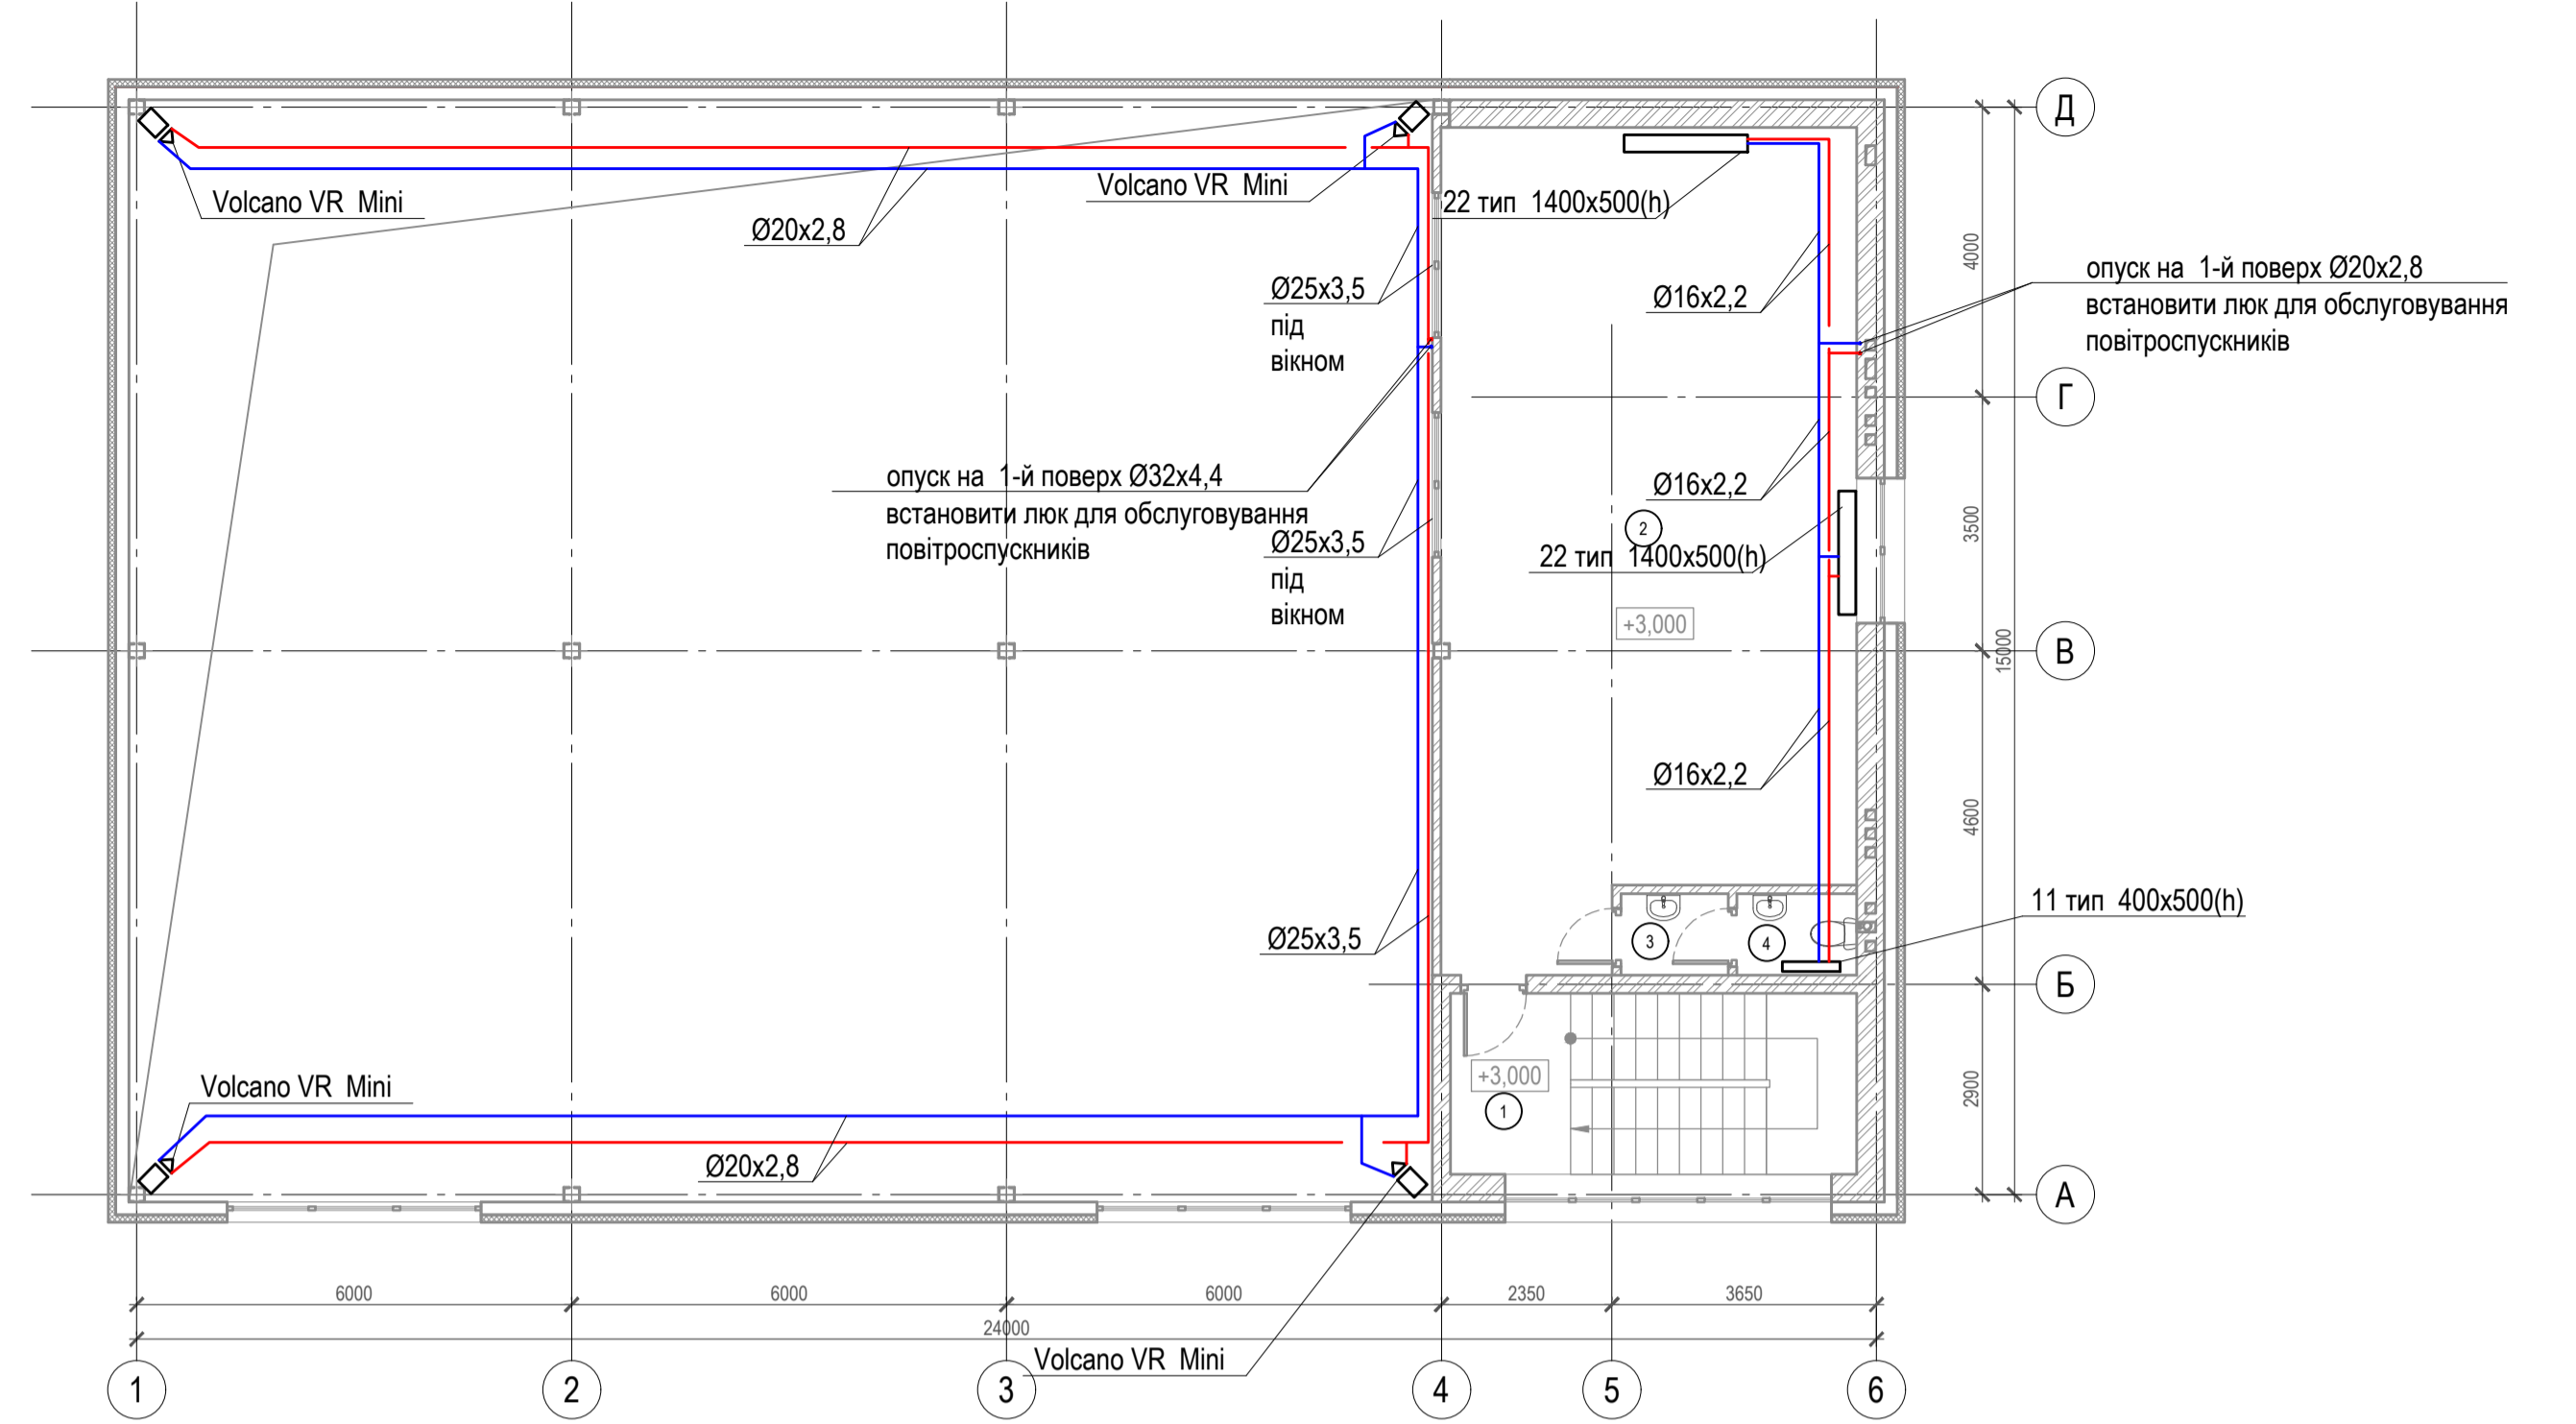 Д
Volcano VR Mini
Volcano VR Mini
22 тип 1400x500(h)
Ø20x2,8
4000
опуск на 1-й поверх Ø20x2,8
встановити люк для обслуговування
повітроспускників
Ø25x3,5
під
вікном
Ø16x2,2
Г
опуск на 1-й поверх Ø32x4,4
встановити люк для обслуговування
повітроспускників
Ø16x2,2
2
3500
Ø25x3,5
під
вікном
22 тип 1400x500(h)
+3,000
15000
В
Ø16x2,2
4600
11 тип 400x500(h)
Ø25x3,5
3
4
Б
Volcano VR Mini
+3,000
1
2900
Ø20x2,8
А
6000
6000
6000
2350
3650
24000
Volcano VR Mini
1
2
3
4
5
6